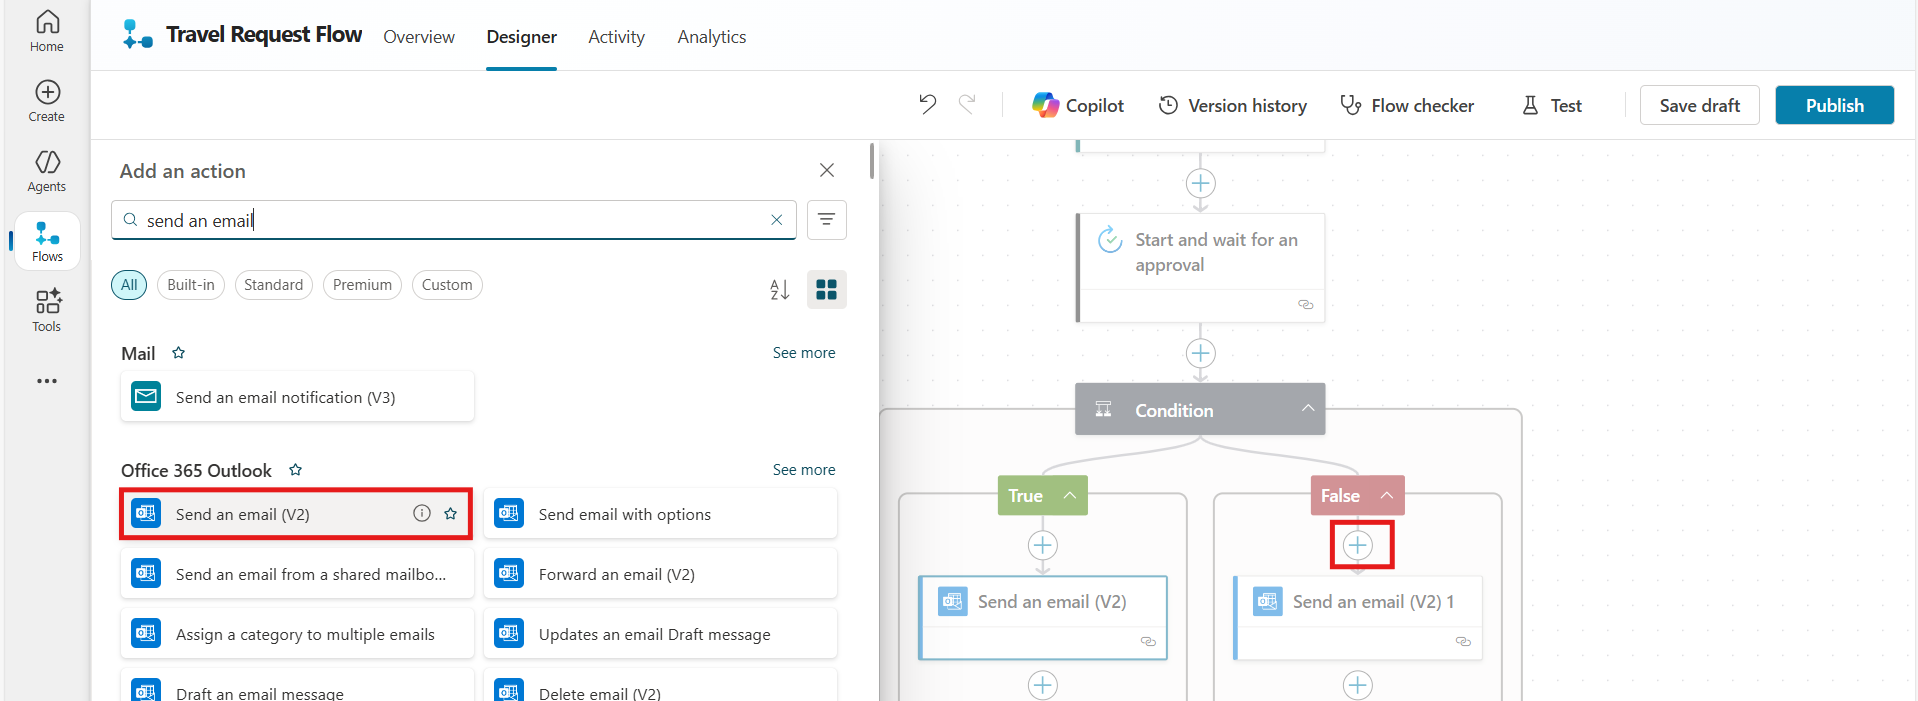 Home
Create
Agents
Flows
Tools
Travel Request Flow
Overview
Designer
Activity
Analytics
Copilot
Version history
Flow checker
Test
Save draft
Publish
Add an action
send an email
All
Built-in
Standard
Premium
Custom
A
Z
Mail
See more
Send an email notification (V3)
Office 365 Outlook
See more
Send an email (V2)
Send email with options
Send an email from a shared mailbo...
Forward an email (V2)
Assign a category to multiple emails
Updates an email Draft message
Draft an email message
Delete email (V2)
Start and wait for an
approval
Condition
True
False
Send an email (V2)
Send an email (V2) 1